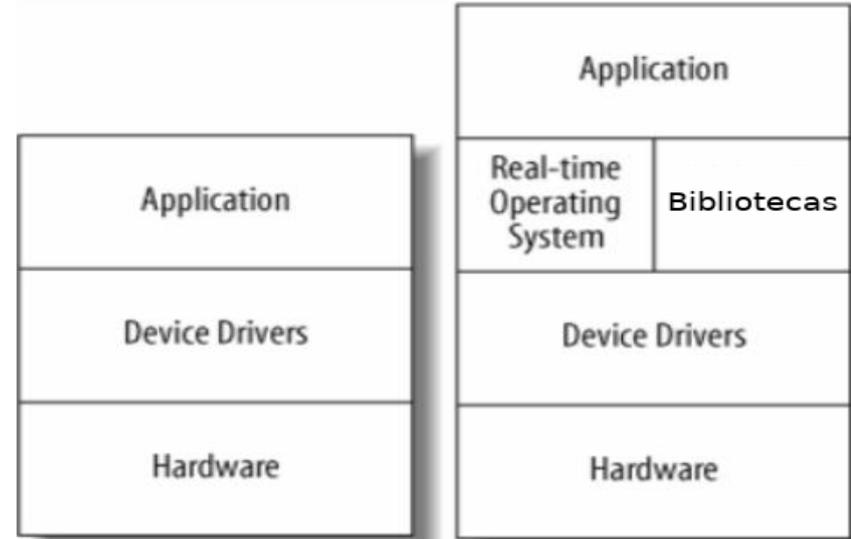 Application
Device Drivers
Hardware
Application
Real-time
Operating
System
Bibliotecas
Device Drivers
Hardware